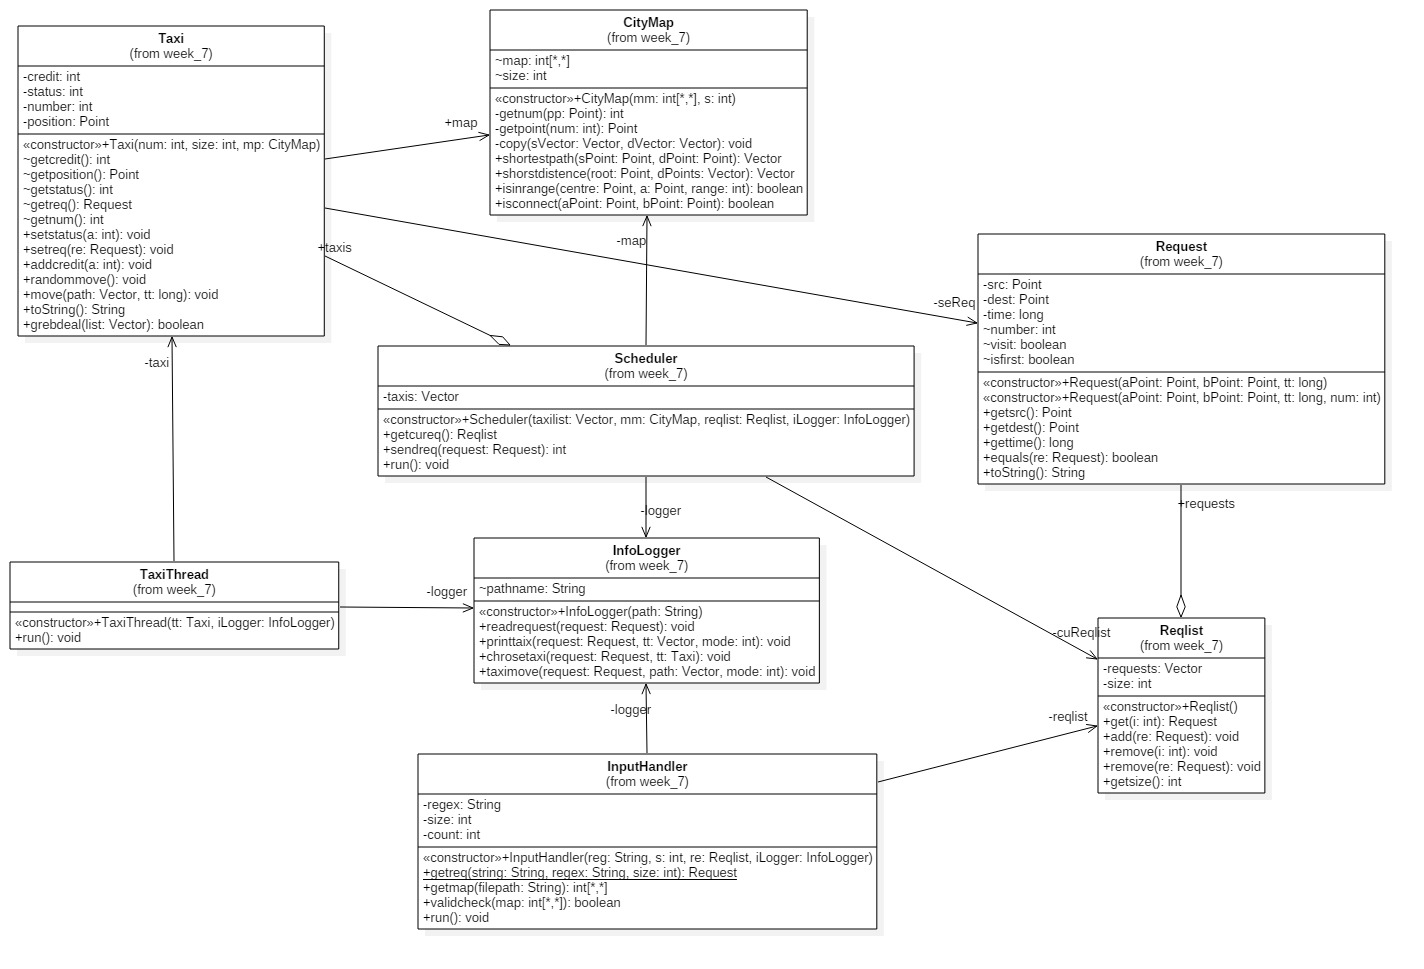 Taxi
(from week_7)
-credit: int
-status: int
-number: int
-position: Point
«constructor»+Taxi(num: int, size: int, mp: CityMap)
~getcredit(): int
~getposition(): Point
~getstatus(): int
~getreq(): Request
~getnum(): int
+setstatus(a: int): void
+setreq(re: Request): void
+addcredit(a: int): void
+randommove(): void
+move(path: Vector, tt: long): void
+toString(): String
+grebdeal(list: Vector): boolean
CityMap
(from week_7)
~map: int[*,*]
~size: int
«constructor»+CityMap(mm: int[*,*], s: int)
-getnum(pp: Point): int
-getpoint(num: int): Point
-copy(sVector: Vector, dVector: Vector): void
+shortestpath(sPoint: Point, dPoint: Point): Vector
+shorstdistence(root: Point, dPoints: Vector): Vector
+isinrange(centre: Point, a: Point, range: int): boolean
+isconnect(aPoint: Point, bPoint: Point): boolean
+map
-map
+taxis
-seReq
Request
(from week_7)
-src: Point
-dest: Point
-time: long
~number: int
~visit: boolean
~isfirst: boolean
«constructor»+Request(aPoint: Point, bPoint: Point, tt: long)
«constructor»+Request(aPoint: Point, bPoint: Point, tt: long, num: int)
+getsrc(): Point
+getdest(): Point
+gettime(): long
+equals(re: Request): boolean
+toString(): String
Scheduler
(from week_7)
-taxis: Vector
«constructor»+Scheduler(taxilist: Vector, mm: CityMap, reqlist: Reqlist, iLogger: InfoLogger)
+getcureq(): Reqlist
+sendreq(request: Request): int
+run(): void
-taxi
-logger
+requests
TaxiThread
(from week_7)
«constructor»+TaxiThread(tt: Taxi, iLogger: InfoLogger)
+run(): void
-logger
InfoLogger
(from week_7)
~pathname: String
«constructor»+InfoLogger(path: String)
+readrequest(request: Request): void
+printtaix(request: Request, tt: Vector, mode: int): void
+chrosetaxi(request: Request, tt: Taxi): void
+taximove(request: Request, path: Vector, mode: int): void
-cuReqlist
Reqlist
(from week_7)
-requests: Vector
-size: int
«constructor»+Reqlist()
+get(i: int): Request
+add(re: Request): void
+remove(i: int): void
+remove(re: Request): void
+getsize(): int
-logger
-reqlist
InputHandler
(from week_7)
-regex: String
-size: int
-count: int
«constructor»+InputHandler(reg: String, s: int, re: Reqlist, iLogger: InfoLogger)
+getreq(string: String, regex: String, size: int): Request
+getmap(filepath: String): int[*,*]
+validcheck(map: int[*,*]): boolean
+run(): void